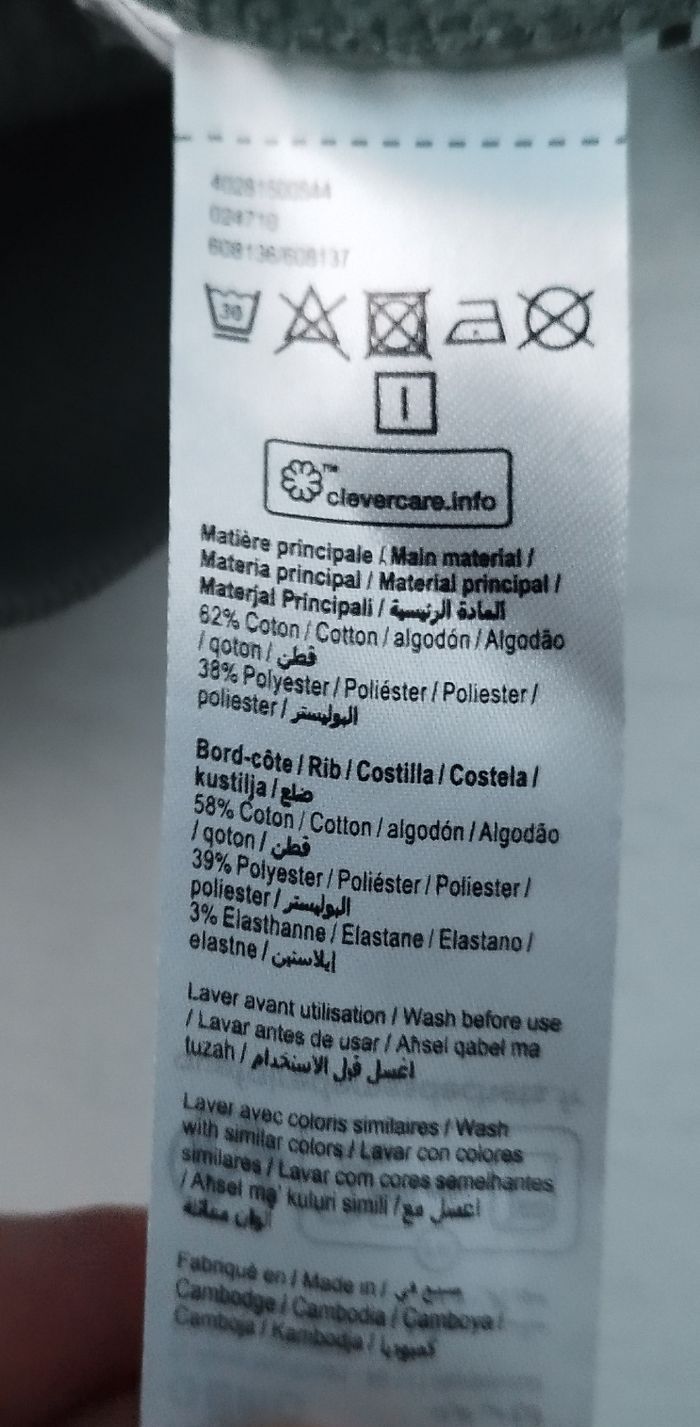 608136/608137
30
clevercare.info
Matière principale / Main material /
Materia principal / Material principal /
Materjal Principali / المادة الرئيسية
62% Coton / Cotton / algodón / Algodão
/ qoton / قطن
38% Polyester / Poliéster / Poliester /
poliester / البوليستر
Bord-côte / Rib / Costilla / Costela /
kustilja / ضلع
58% Coton / Cotton / algodón / Algodão
/ qoton / قطن
39% Polyester / Poliéster / Poliester /
poliester / البوليستر
3% Élasthanne / Elastane / Elastano /
elastne / إيلاستين
Laver avant utilisation / Wash before use
/ Lavar antes de usar / Aħsel qabel ma
tuzah / اغسل قبل الاستخدام
Laver avec coloris similaires / Wash
with similar colors / Lavar con colores
similares / Lavar com cores semelhantes
/ Aħsel ma' kuluri simili / اغسل مع
ألوان مماثلة
Fabriqué en / Made in / صنع في
Cambodge / Cambodia / Camboya /
Camboja / Kambodja / كمبوديا